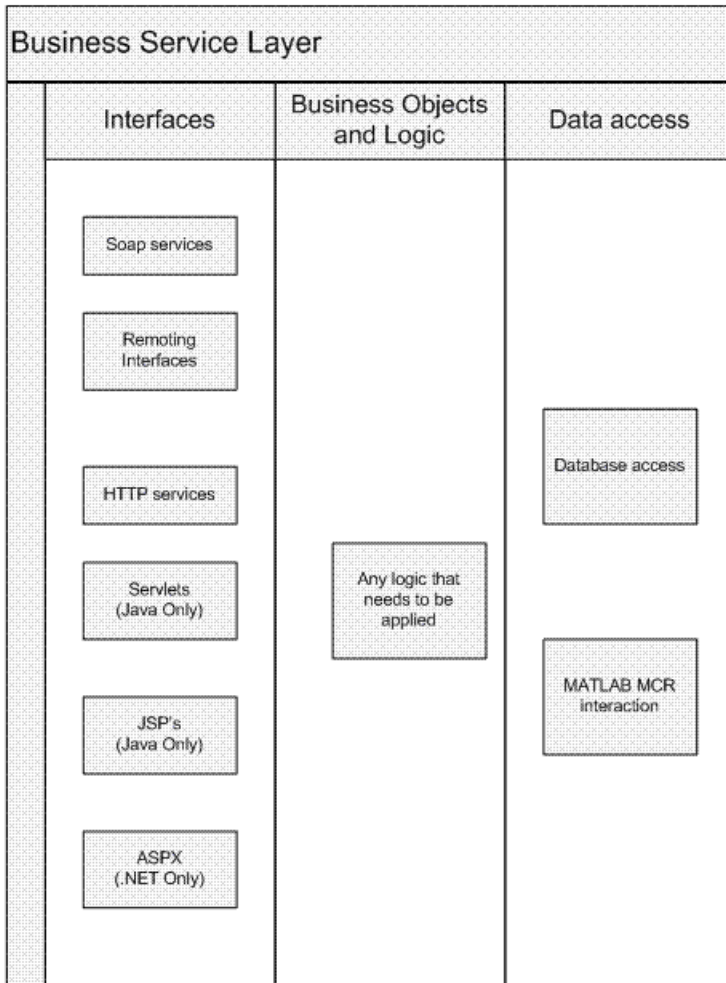 Business Service Layer
Interfaces
Business Objects
and Logic
Data access
Soap services
Remoting
Interfaces
HTTP services
Servlets
(Java Only)
JSP's
(Java Only)
ASPX
(.NET Only)
Any logic that
needs to be
applied
Database access
MATLAB MCR
interaction